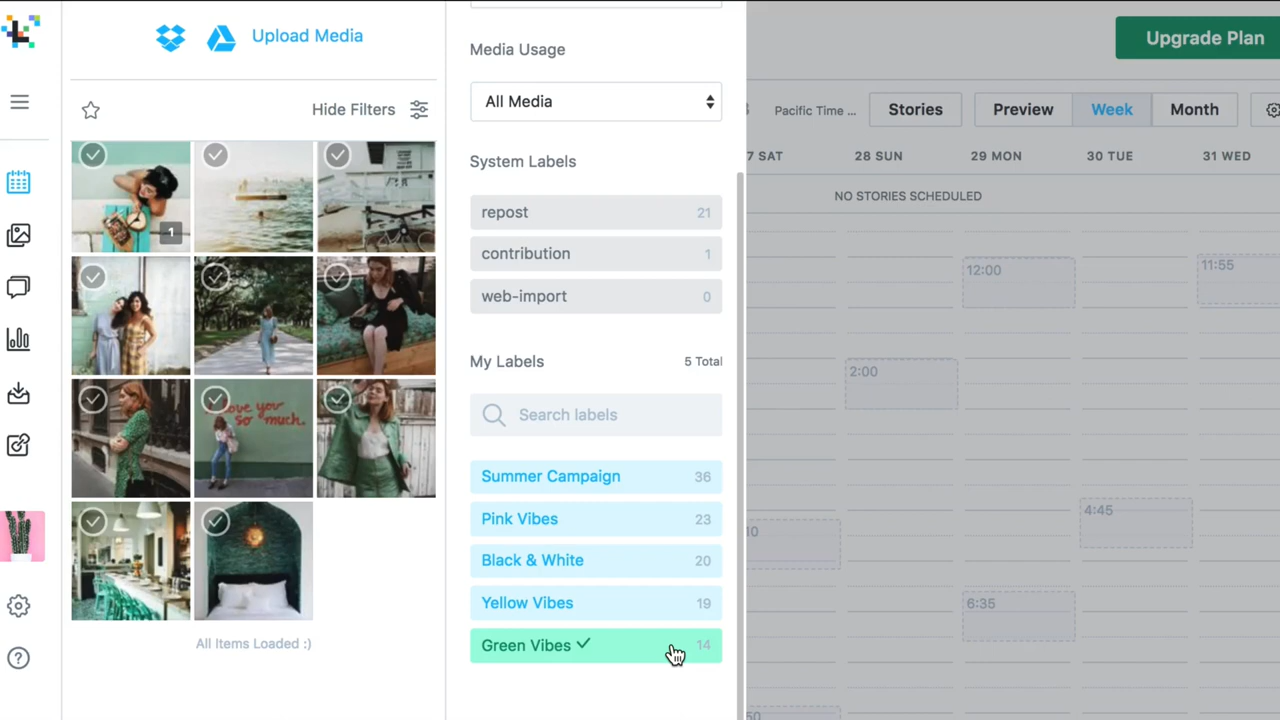 Upload Media
Hide Filters
1
love you
so much.
All Items Loaded :)
Media Usage
All Media
System Labels
repost 21
contribution 1
web-import 0
My Labels 5 Total
Search labels
Summer Campaign 36
Pink Vibes 23
Black & White 20
Yellow Vibes 19
Green Vibes 14
Upgrade Plan
Pacific Time ...
Stories
Preview
Week
Month
7 SAT
28 SUN
29 MON
30 TUE
31 WED
NO STORIES SCHEDULED
11:55
12:00
2:00
4:45
10
6:35
50